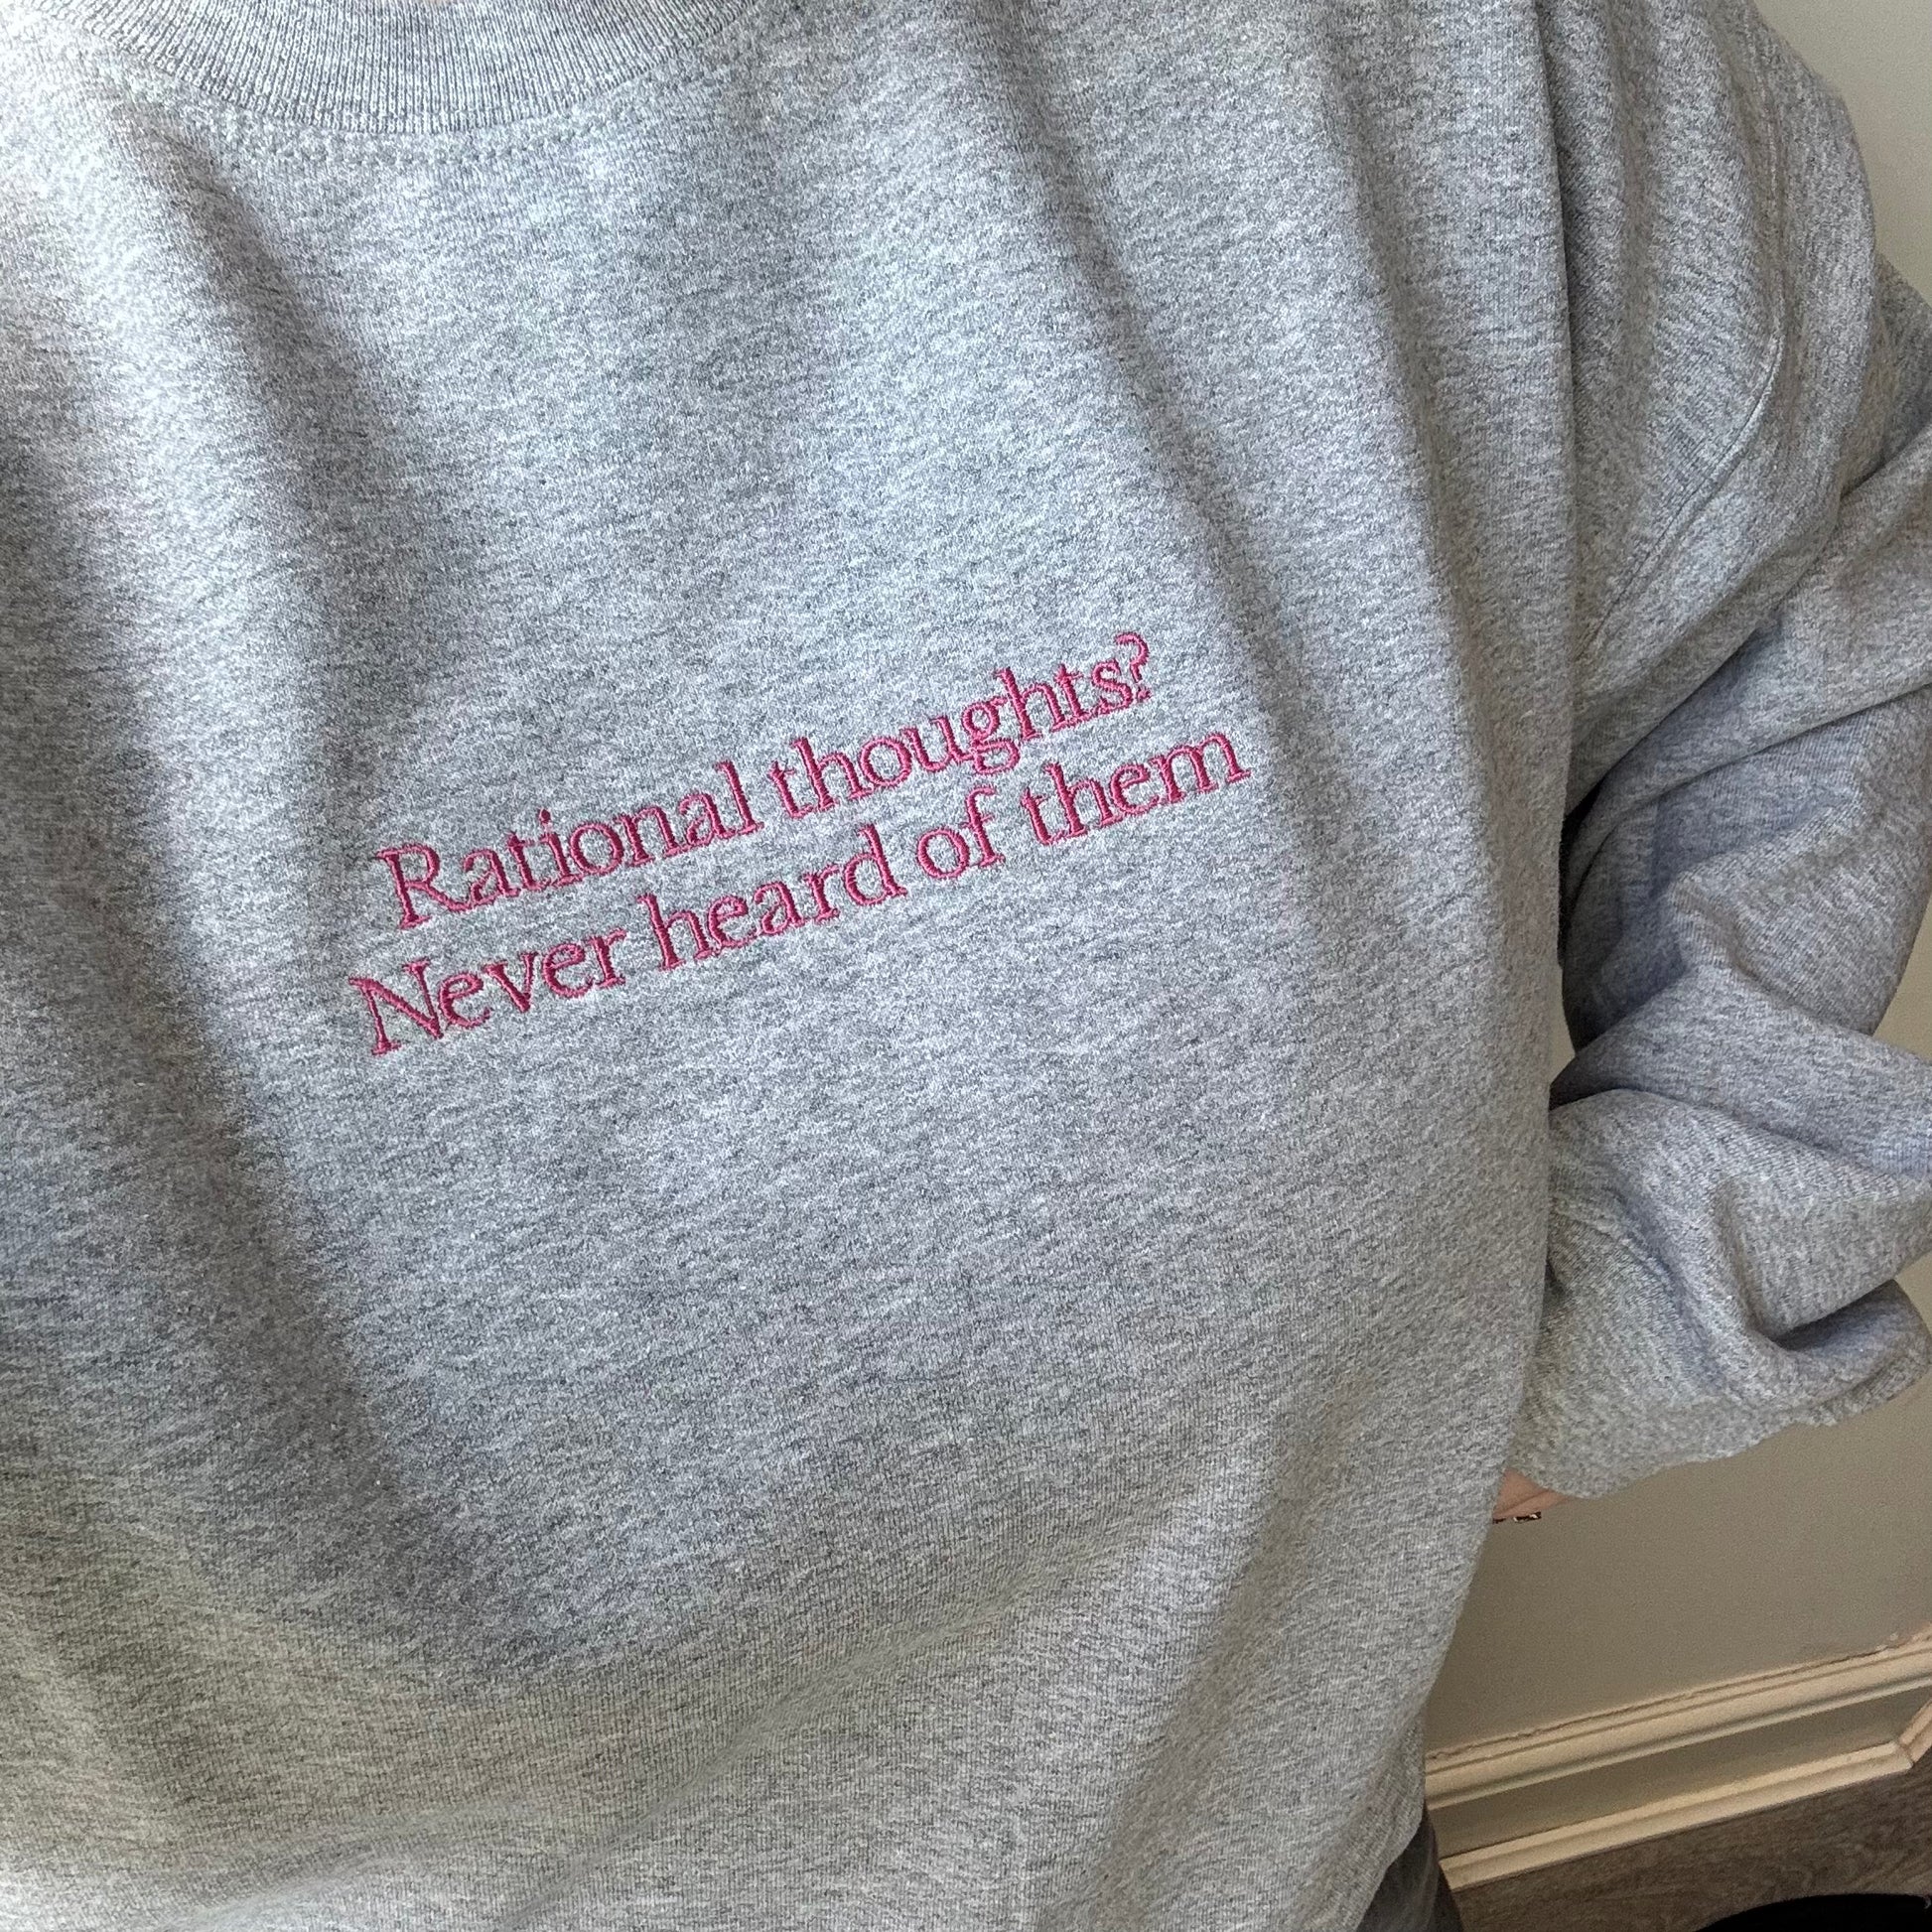 Rational thoughts?
Never heard of them